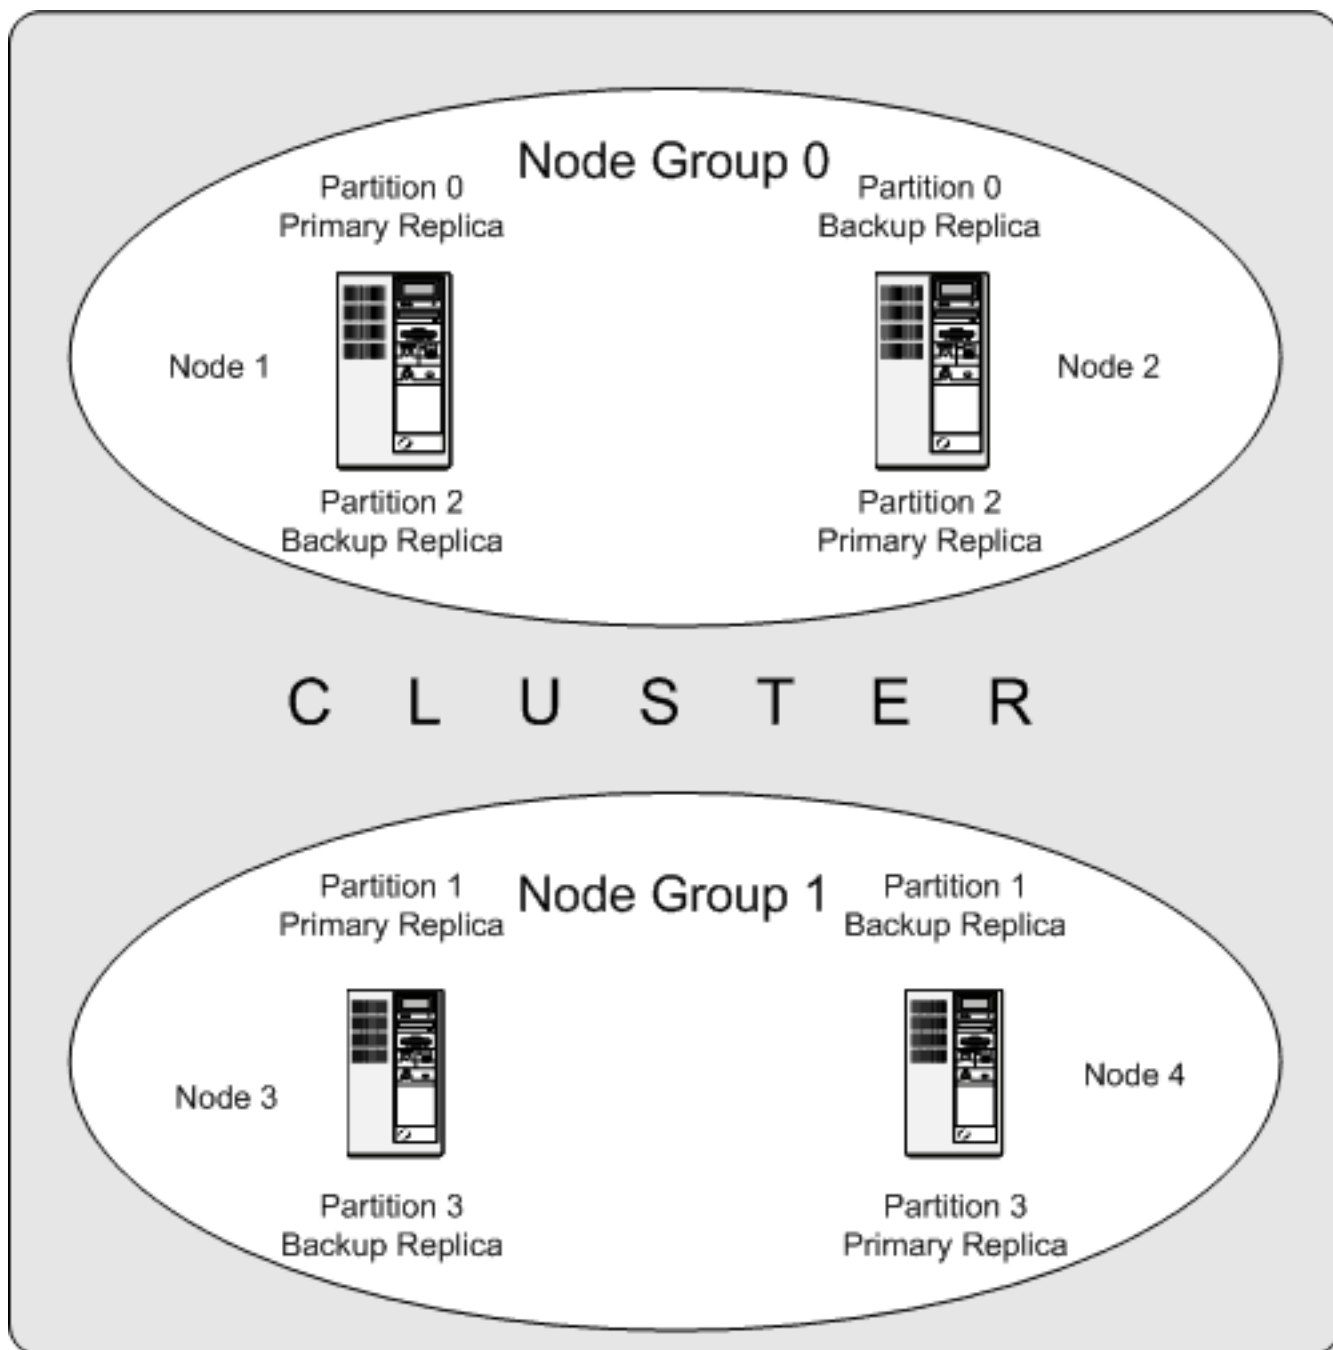 Node Group 0
Partition 0
Primary Replica
Partition 0
Backup Replica
Node 1
Node 2
Partition 2
Backup Replica
Partition 2
Primary Replica
C L U S T E R
Node Group 1
Partition 1
Primary Replica
Partition 1
Backup Replica
Node 3
Node 4
Partition 3
Backup Replica
Partition 3
Primary Replica